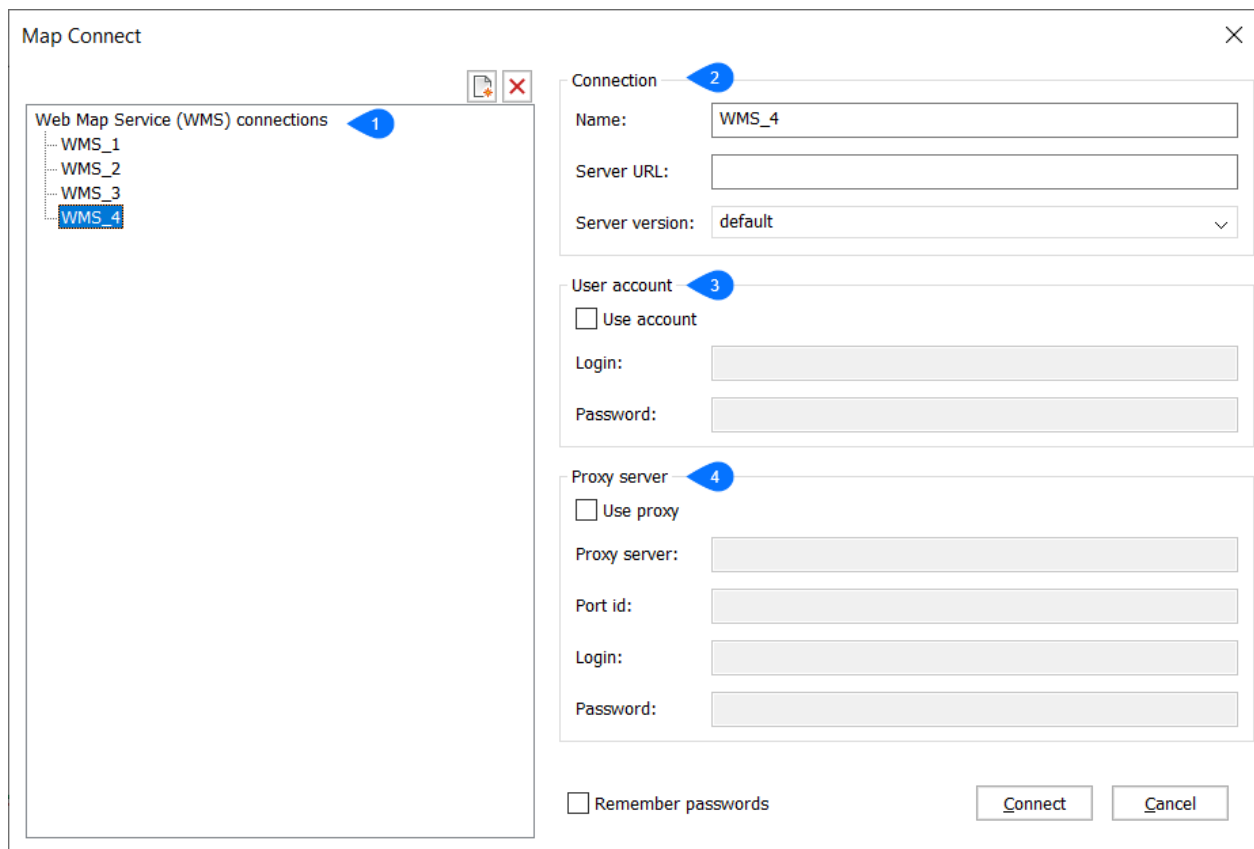 Map Connect
Web Map Service (WMS) connections
1
WMS_1
WMS_2
WMS_3
WMS_4
Connection
2
Name:
WMS_4
Server URL:
Server version:
default
User account
3
Use account
Login:
Password:
Proxy server
4
Use proxy
Proxy server:
Port id:
Login:
Password:
Remember passwords
Connect
Cancel